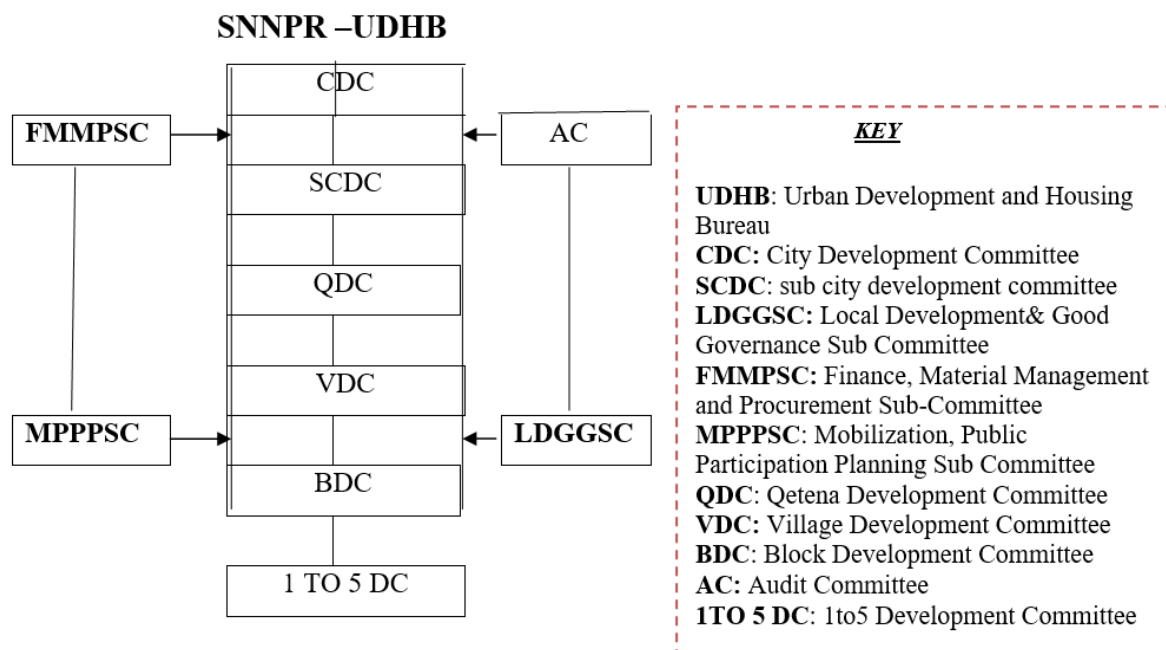 SNNPR –UDHB
CDC
FMMPSC
AC
SCDC
QDC
VDC
MPPPSC
LDGGSC
BDC
1 TO 5 DC
KEY
UDHB: Urban Development and Housing
Bureau
CDC: City Development Committee
SCDC: sub city development committee
LDGGSC: Local Development& Good
Governance Sub Committee
FMMPSC: Finance, Material Management
and Procurement Sub-Committee
MPPPSC: Mobilization, Public
Participation Planning Sub Committee
QDC: Qetena Development Committee
VDC: Village Development Committee
BDC: Block Development Committee
AC: Audit Committee
1TO 5 DC: 1to5 Development Committee